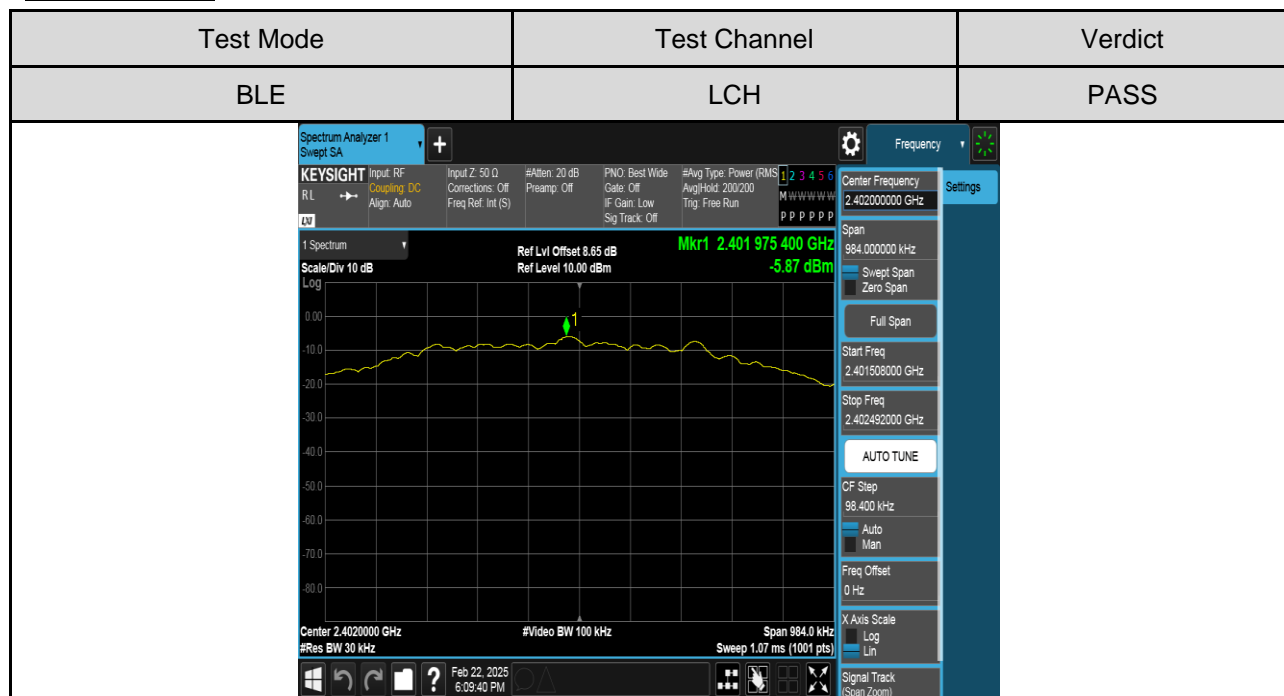 Test Mode Test Channel Verdict
BLE LCH PASS
Spectrum Analyzer 1
Swept SA
+
Frequency
KEYSIGHT
RL
LXI
Input: RF
Coupling: DC
Align: Auto
Input Z: 50 Ω
Corrections: Off
Freq Ref: Int (S)
#Atten: 20 dB
Preamp: Off
PNO: Best Wide
Gate: Off
IF Gain: Low
Sig Track: Off
#Avg Type: Power (RMS
Avg|Hold: 200/200
Trig: Free Run
1 2 3 4 5 6
M W W W W W
P P P P P P
1 Spectrum
Scale/Div 10 dB
Log
Ref Lvl Offset 8.65 dB
Ref Level 10.00 dBm
Mkr1 2.401 975 400 GHz
-5.87 dBm
1
0.00
-10.0
-20.0
-30.0
-40.0
-50.0
-60.0
-70.0
-80.0
Center 2.4020000 GHz
#Res BW 30 kHz
#Video BW 100 kHz
Span 984.0 kHz
Sweep 1.07 ms (1001 pts)
?
Feb 22, 2025
6:09:40 PM
Center Frequency
2.402000000 GHz
Settings
Span
984.000000 kHz
Swept Span
Zero Span
Full Span
Start Freq
2.401508000 GHz
Stop Freq
2.402492000 GHz
AUTO TUNE
CF Step
98.400 kHz
Auto
Man
Freq Offset
0 Hz
X Axis Scale
Log
Lin
Signal Track
(Span Zoom)